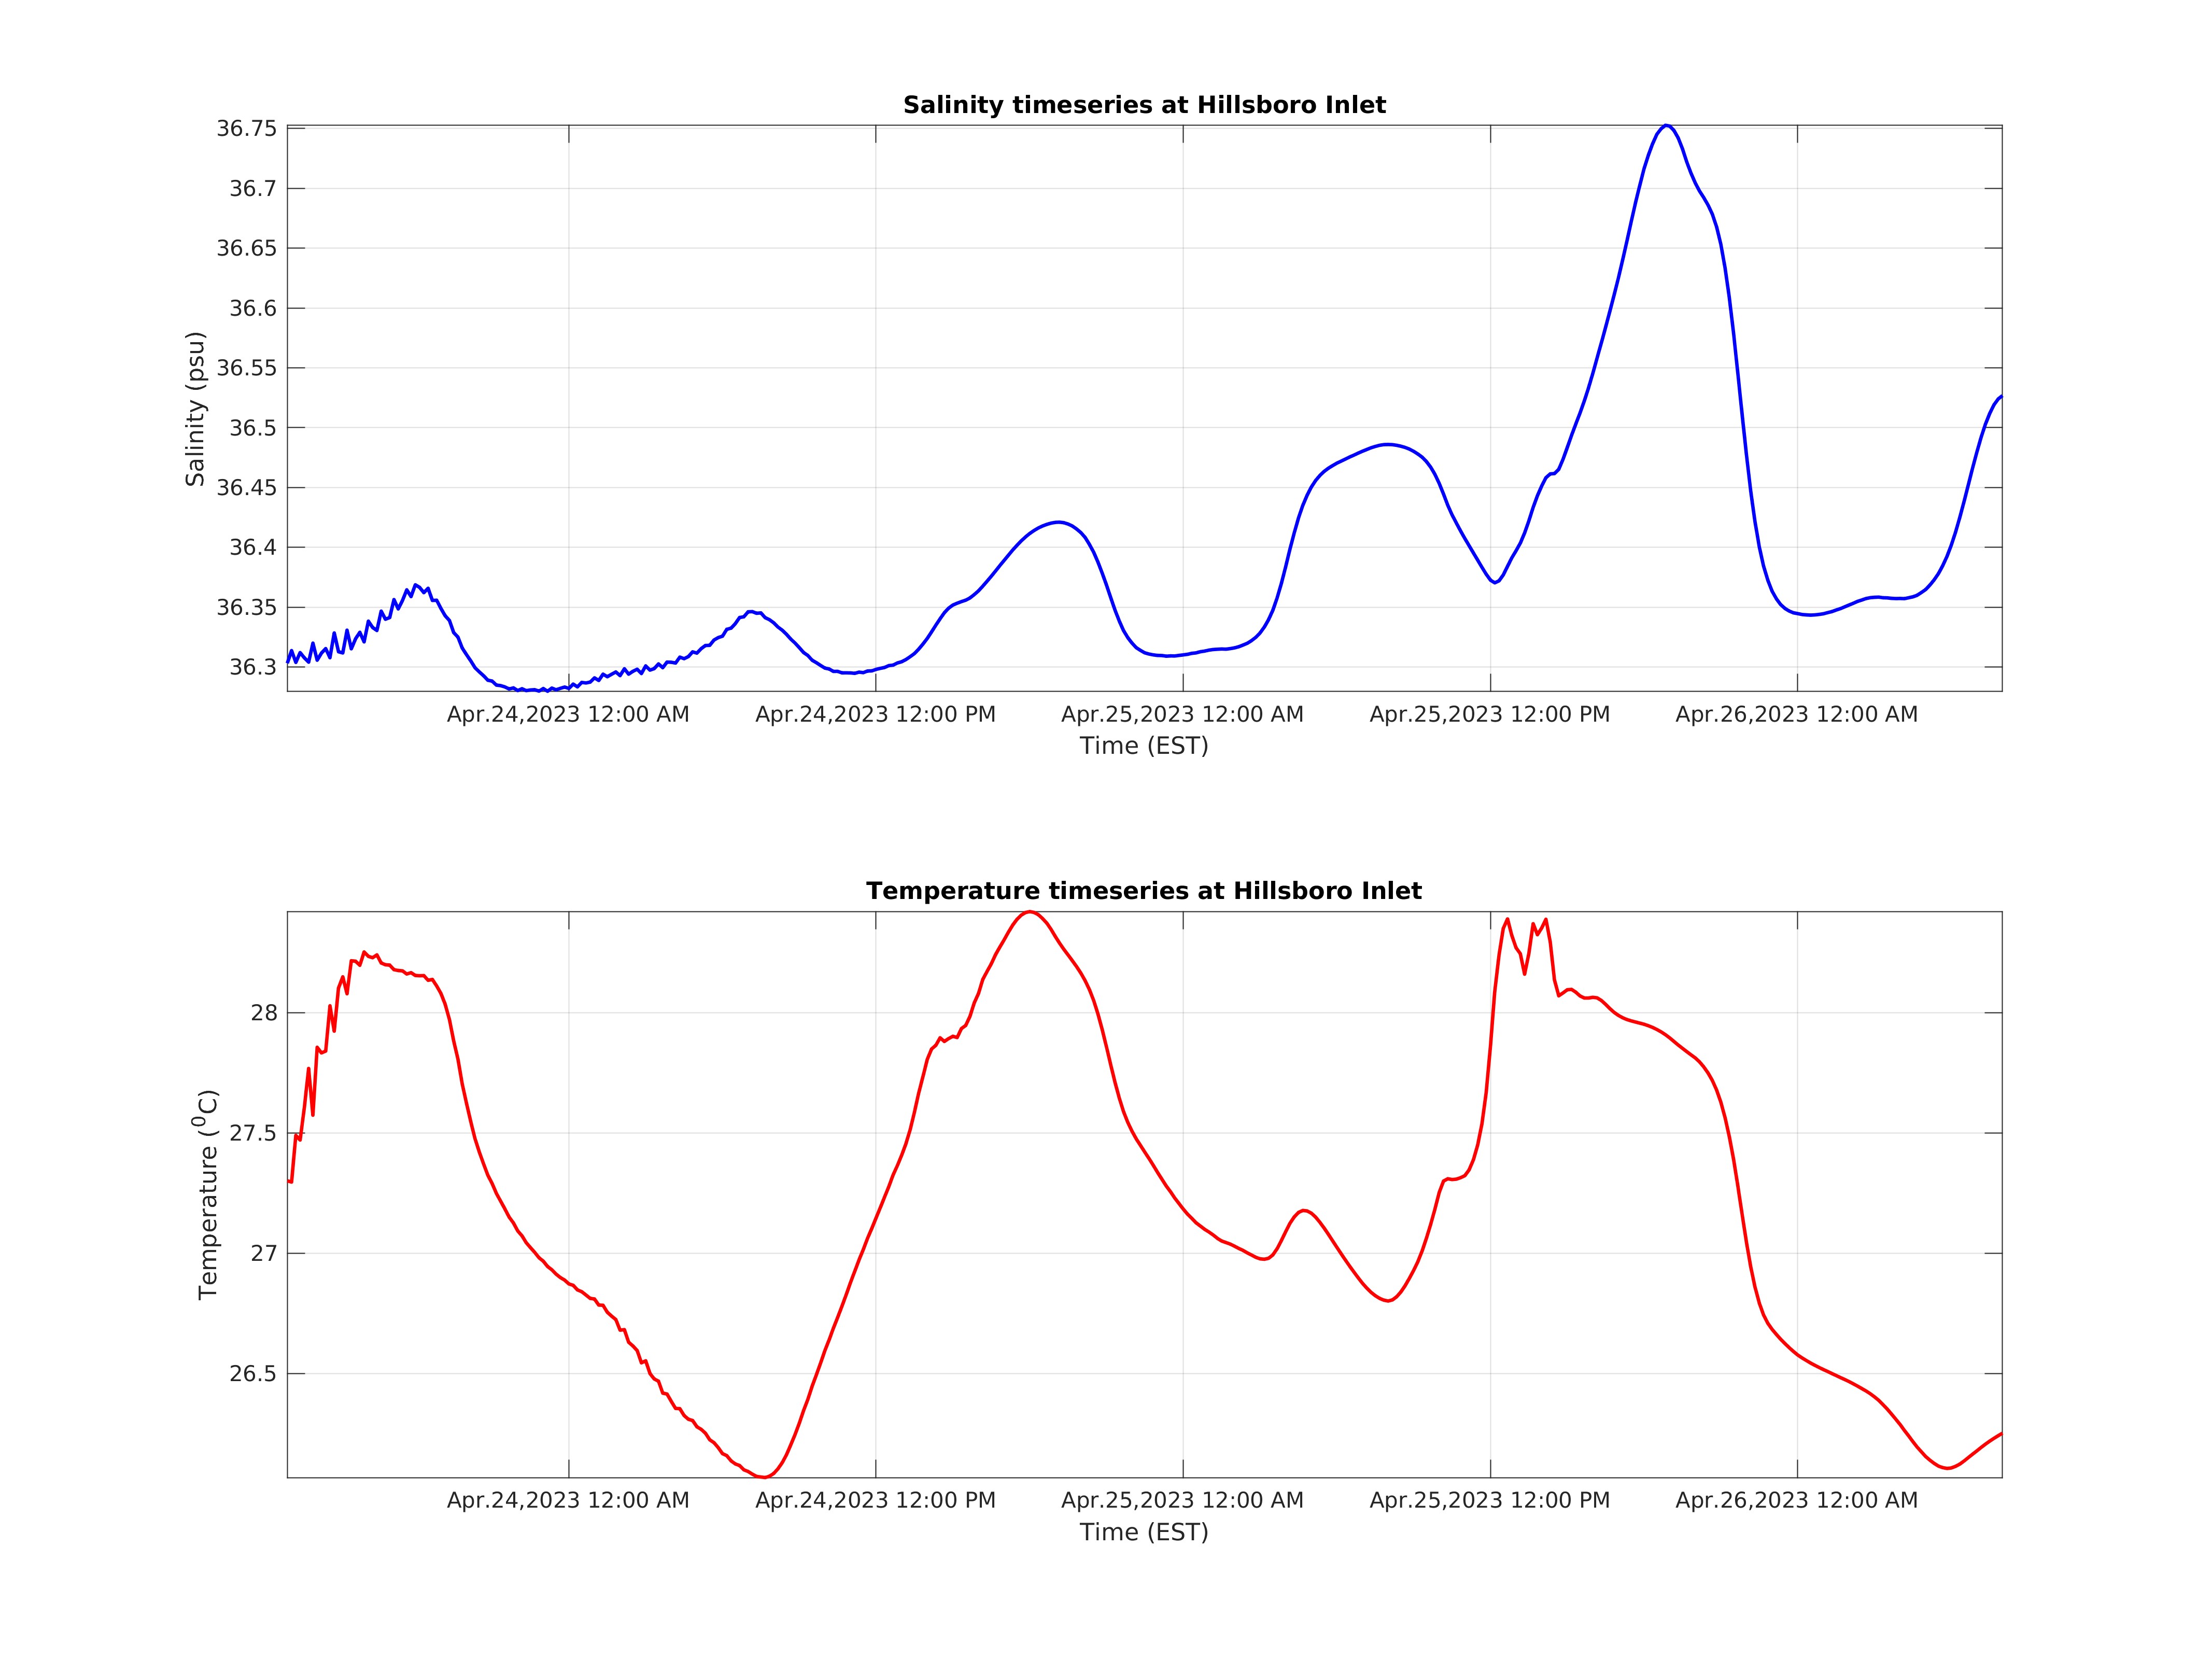 Salinity timeseries at Hillsboro Inlet
36.75
36.7
36.65
36.6
36.55
36.5
36.45
36.4
36.35
36.3
Salinity (psu)
Apr.24,2023 12:00 AM Apr.24,2023 12:00 PM Apr.25,2023 12:00 AM Apr.25,2023 12:00 PM Apr.26,2023 12:00 AM
Time (EST)
Temperature timeseries at Hillsboro Inlet
28
27.5
27
26.5
Temperature (⁰C)
Apr.24,2023 12:00 AM Apr.24,2023 12:00 PM Apr.25,2023 12:00 AM Apr.25,2023 12:00 PM Apr.26,2023 12:00 AM
Time (EST)